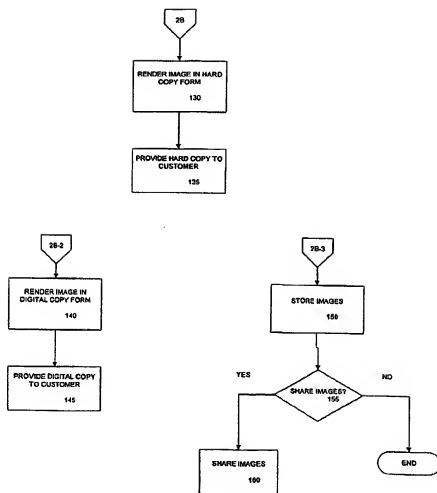 2B
RENDER IMAGE IN HARD
COPY FORM
130
PROVIDE HARD COPY TO
CUSTOMER
135
2B-2
RENDER IMAGE IN
DIGITAL COPY FORM
140
PROVIDE DIGITAL COPY
TO CUSTOMER
145
2B-3
STORE IMAGES
150
YES
NO
SHARE IMAGES?
155
SHARE IMAGES
160
END